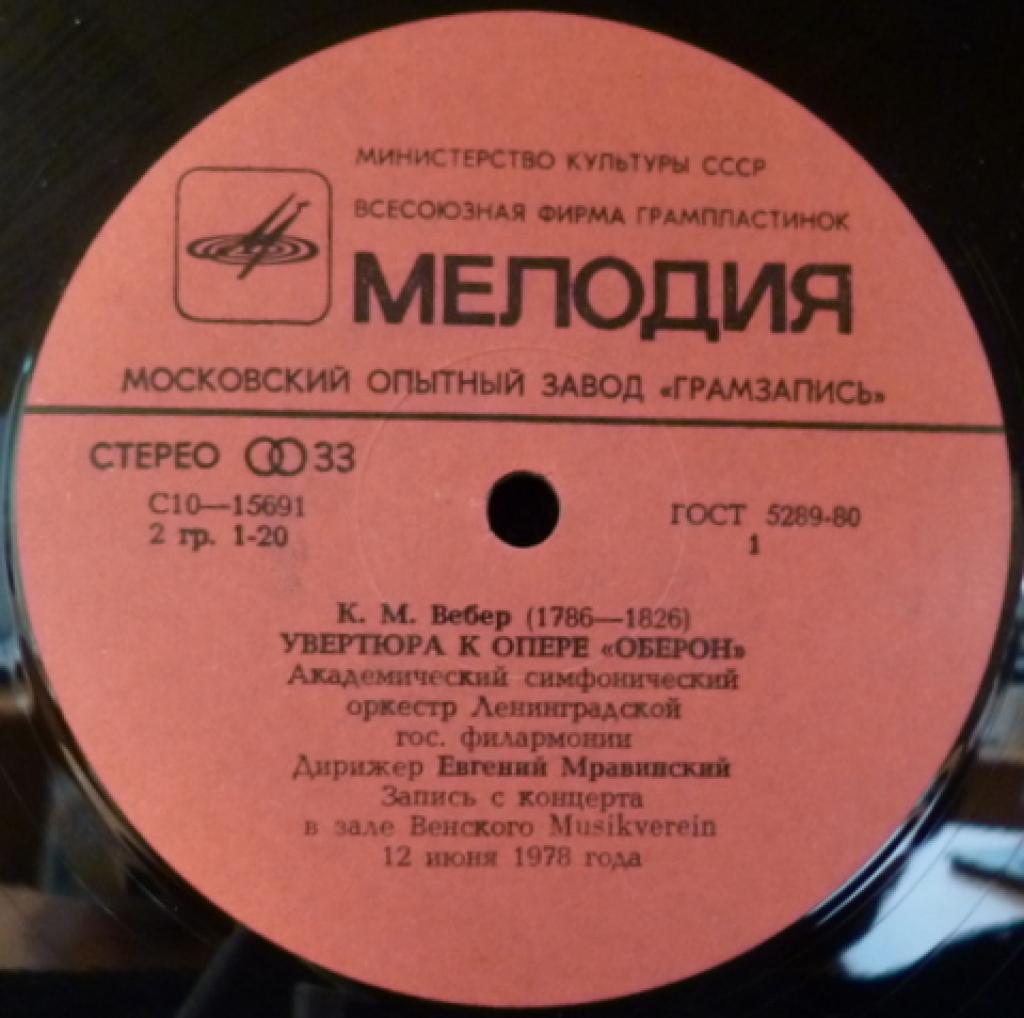 МИНИСТЕРСТВО КУЛЬТУРЫ СССР
ВСЕСОЮЗНАЯ ФИРМА ГРАМПЛАСТИНОК
МЕЛОДИЯ
МОСКОВСКИЙ ОПЫТНЫЙ ЗАВОД «ГРАМЗАПИСЬ»
СТЕРЕО 33
С10—15691
2 гр. 1-20
ГОСТ 5289-80
1
К. М. Вебер (1786—1826)
УВЕРТЮРА К ОПЕРЕ «ОБЕРОН»
Академический симфонический
оркестр Ленинградской
гос. филармонии
Дирижер Евгений Мравинский
Запись с концерта
в зале Венского Musikverein
12 июня 1978 года